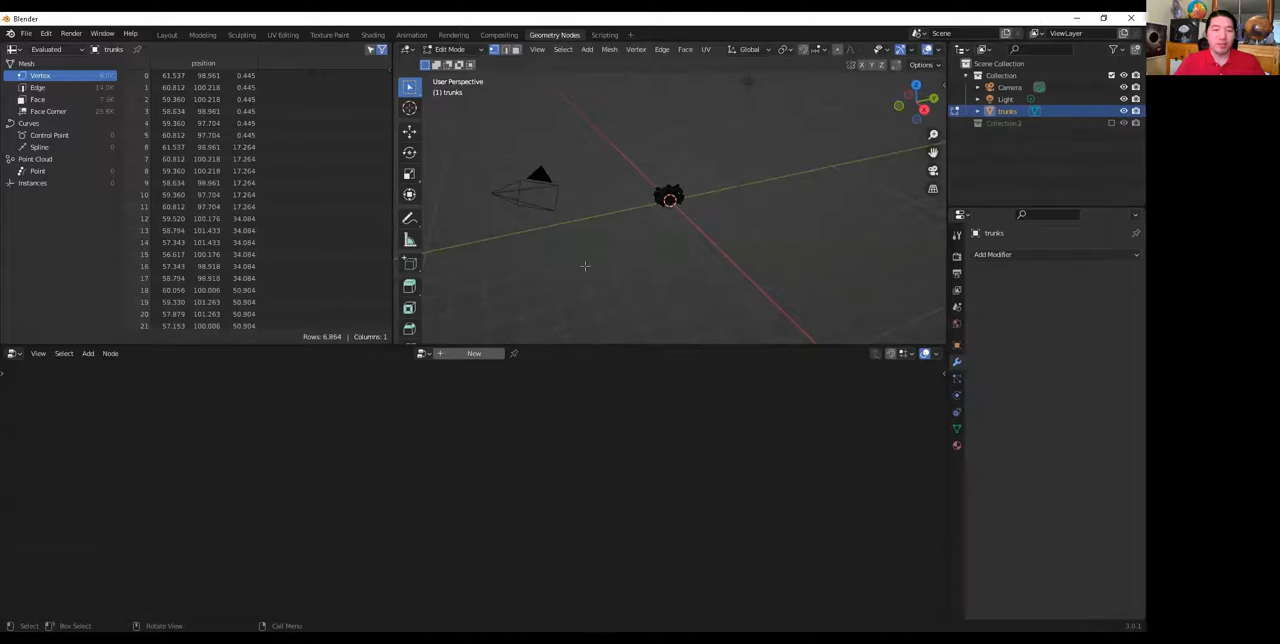 Blender
File Edit Render Window Help Layout Modeling Sculpting UV Editing Texture Paint Shading Animation Rendering Compositing Geometry Nodes Scripting + Scene ViewLayer
Evaluated trunks
Edit Mode View Select Add Mesh Vertex Edge Face UV Global
X Y Z Options
Mesh
Vertex
Edge 14.0K
Face 7.3K
Face Corner 25.6K
Curves
Control Point 0
Spline 0
Point Cloud
Point 0
Instances 0
position
0 61.537 98.961 0.445
1 60.812 100.218 0.445
2 59.360 100.218 0.445
3 58.634 98.961 0.445
4 59.360 97.704 0.445
5 60.812 97.704 0.445
6 61.537 98.961 17.264
7 60.812 100.218 17.264
8 59.360 100.218 17.264
9 58.634 98.961 17.264
10 59.360 97.704 17.264
11 60.812 97.704 17.264
12 59.520 100.176 34.084
13 58.794 101.433 34.084
14 57.343 101.433 34.084
15 56.617 100.176 34.084
16 57.343 98.918 34.084
17 58.794 98.918 34.084
18 60.056 100.006 50.904
19 59.330 101.263 50.904
20 57.879 101.263 50.904
21 57.153 100.006 50.904
Rows: 6,864 | Columns: 1
User Perspective
(1) trunks
Z
Y
X
Scene Collection
Collection
Camera
Light
trunks
Collection 2
trunks
Add Modifier
View Select Add Node
+ New
Select Box Select Rotate View Call Menu 3.0.1